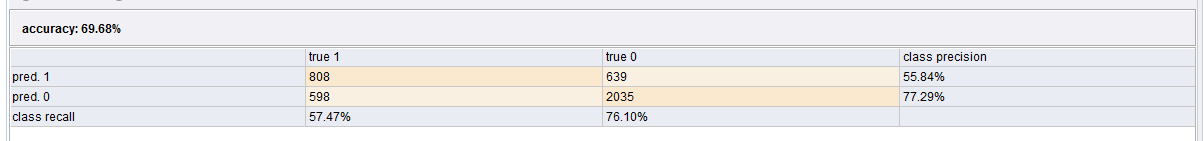 accuracy: 69.68%
true 1 true 0 class precision
pred. 1 808 639 55.84%
pred. 0 598 2035 77.29%
class recall 57.47% 76.10%